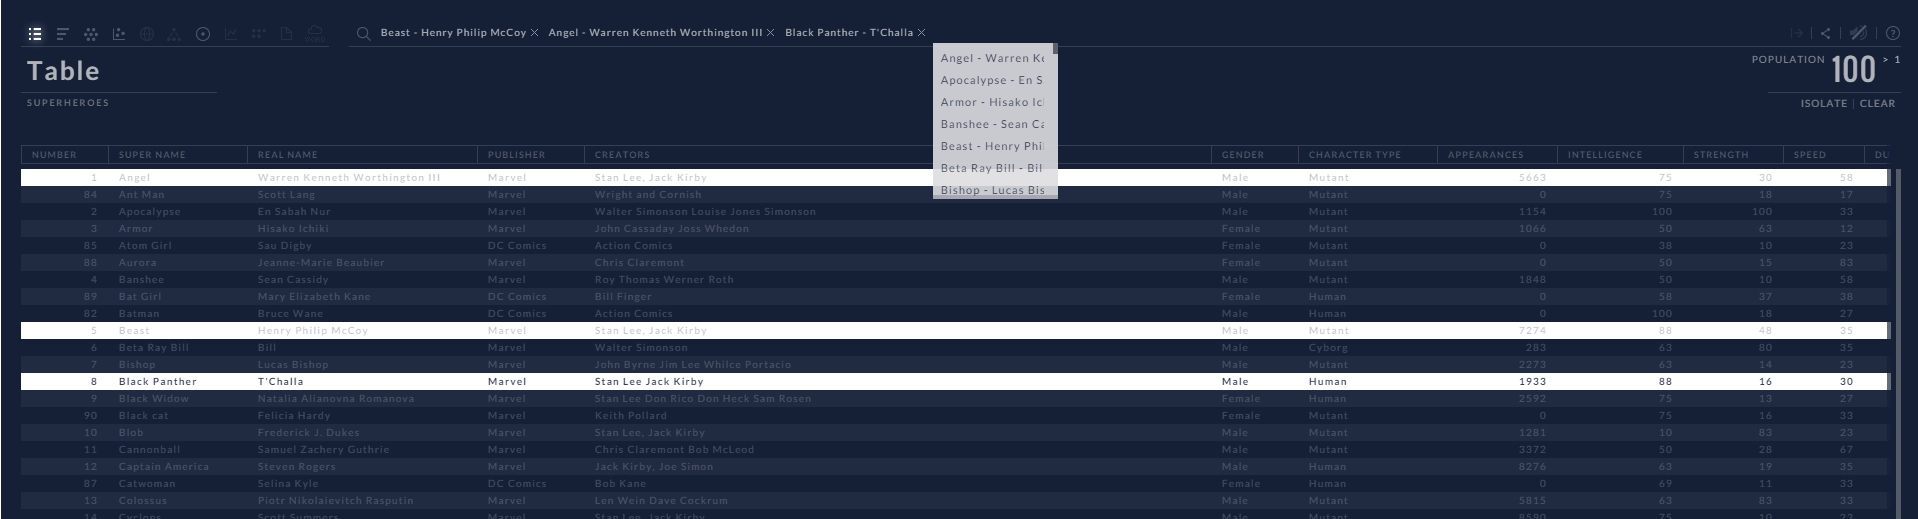 Beast - Henry Philip McCoy × Angel - Warren Kenneth Worthington III × Black Panther - T'Challa ×
Table
SUPERHEROES
POPULATION 100 > 1
ISOLATE | CLEAR
Angel - Warren Ke
Apocalypse - En S
Armor - Hisako Ic
Banshee - Sean Ca
Beast - Henry Phi
Beta Ray Bill - Bil
Bishop - Lucas Bis
NUMBER SUPER NAME REAL NAME PUBLISHER CREATORS GENDER CHARACTER TYPE APPEARANCES INTELLIGENCE STRENGTH SPEED DU
1 Angel Warren Kenneth Worthington III Marvel Stan Lee, Jack Kirby Male Mutant 5663 75 30 58
84 Ant Man Scott Lang Marvel Wright and Cornish Male Mutant 0 75 18 17
2 Apocalypse En Sabah Nur Marvel Walter Simonson Louise Jones Simonson Male Mutant 1154 100 100 33
3 Armor Hisako Ichiki Marvel John Cassaday Joss Whedon Female Mutant 1066 50 63 12
85 Atom Girl Sau Digby DC Comics Action Comics Female Mutant 0 38 10 23
88 Aurora Jeanne-Marie Beaubier Marvel Chris Claremont Female Mutant 0 50 15 83
4 Banshee Sean Cassidy Marvel Roy Thomas Werner Roth Male Mutant 1848 50 10 58
89 Bat Girl Mary Elizabeth Kane DC Comics Bill Finger Female Human 0 58 37 38
82 Batman Bruce Wane DC Comics Action Comics Male Human 0 100 18 27
5 Beast Henry Philip McCoy Marvel Stan Lee, Jack Kirby Male Mutant 7274 88 48 35
6 Beta Ray Bill Bill Marvel Walter Simonson Male Cyborg 283 63 80 35
7 Bishop Lucas Bishop Marvel John Byrne Jim Lee Whilce Portacio Male Mutant 2273 63 14 23
8 Black Panther T'Challa Marvel Stan Lee Jack Kirby Male Human 1933 88 16 30
9 Black Widow Natalia Alianovna Romanova Marvel Stan Lee Don Rico Don Heck Sam Rosen Female Human 2592 75 13 27
90 Black cat Felicia Hardy Marvel Keith Pollard Female Mutant 0 75 16 33
10 Blob Frederick J. Dukes Marvel Stan Lee, Jack Kirby Male Mutant 1281 10 83 23
11 Cannonball Samuel Zachery Guthrie Marvel Chris Claremont Bob McLeod Male Mutant 3372 50 28 67
12 Captain America Steven Rogers Marvel Jack Kirby, Joe Simon Male Human 8276 63 19 35
87 Catwoman Selina Kyle DC Comics Bob Kane Female Human 0 69 11 33
13 Colossus Piotr Nikolaievitch Rasputin Marvel Len Wein Dave Cockrum Male Mutant 5815 63 83 33
14 Cyclops Scott Summers Marvel Stan Lee, Jack Kirby Male Mutant 8590 75 10 23